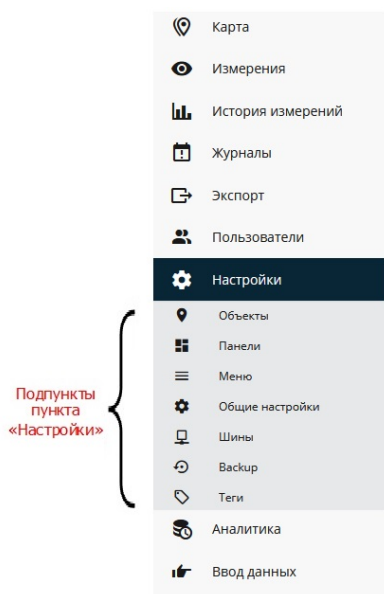 Карта
Измерения
История измерений
Журналы
Экспорт
Пользователи
Настройки
Объекты
Панели
Меню
Общие настройки
Шины
Backup
Теги
Аналитика
Ввод данных
Подпункты
пункта
«Настройки»